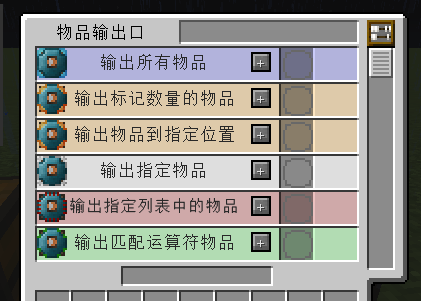 物品输出口
输出所有物品
输出标记数量的物品
输出物品到指定位置
输出指定物品
输出指定列表中的物品
输出匹配运算符物品